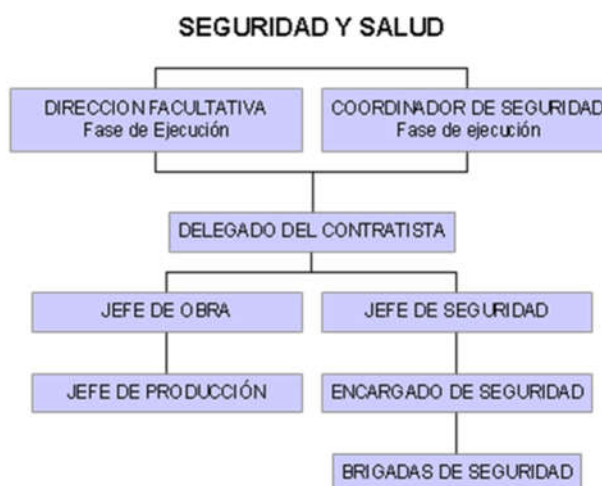 SEGURIDAD Y SALUD
DIRECCION FACULTATIVA
Fase de Ejecución
COORDINADOR DE SEGURIDAD
Fase de ejecución
DELEGADO DEL CONTRATISTA
JEFE DE OBRA
JEFE DE SEGURIDAD
JEFE DE PRODUCCIÓN
ENCARGADO DE SEGURIDAD
BRIGADAS DE SEGURIDAD